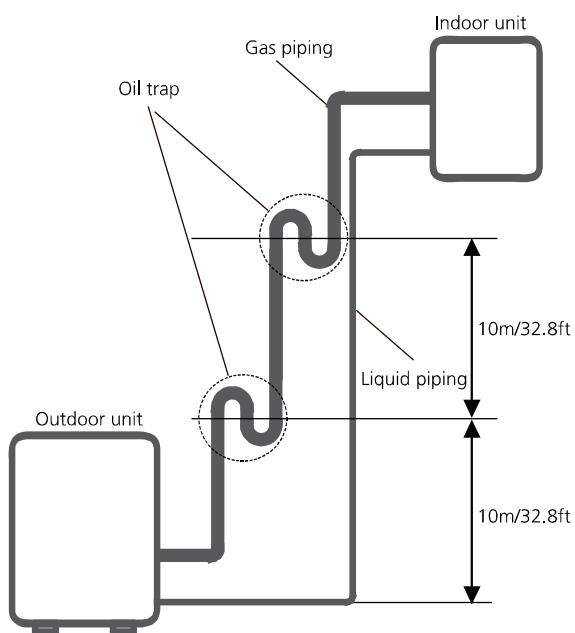 Indoor unit
Gas piping
Oil trap
10m/32.8ft
Liquid piping
Outdoor unit
10m/32.8ft